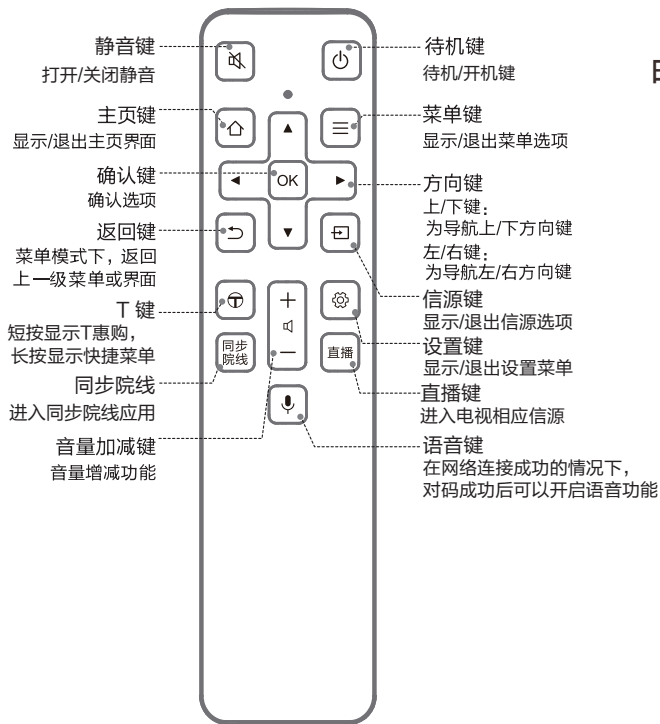 静音键
打开/关闭静音
主页键
显示/退出主页界面
确认键
确认选项
返回键
菜单模式下，返回
上一级菜单或界面
T 键
短按显示T惠购，
长按显示快捷菜单
同步院线
进入同步院线应用
音量加减键
音量增减功能
OK
同步
院线
直播
待机键
待机/开机键
菜单键
显示/退出菜单选项
方向键
上/下键：
为导航上/下方向键
左/右键：
为导航左/右方向键
信源键
显示/退出信源选项
设置键
显示/退出设置菜单
直播键
进入电视相应信源
语音键
在网络连接成功的情况下，
对码成功后可以开启语音功能